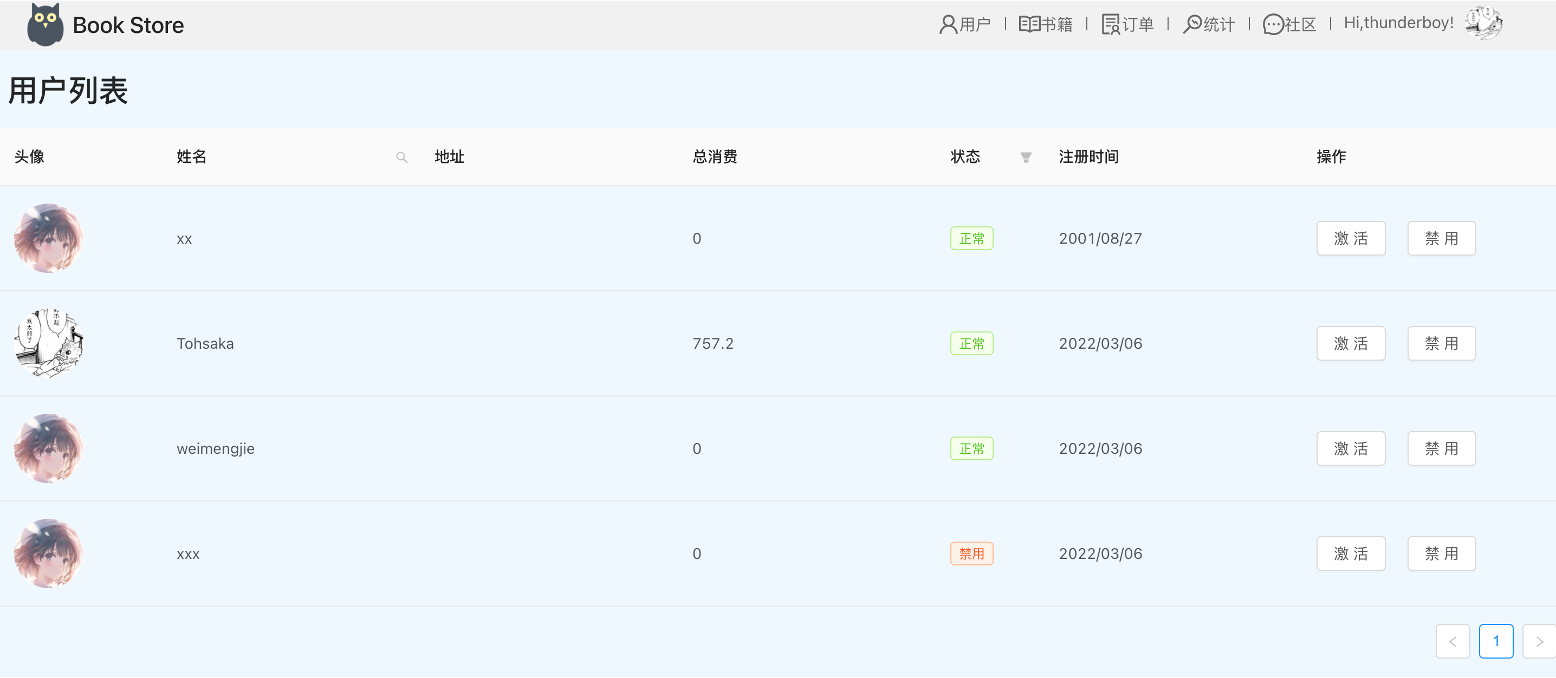 Book Store 用户 | 书籍 | 订单 | 统计 | 社区 | Hi,thunderboy!
用户列表
头像 姓名 地址 总消费 状态 注册时间 操作
xx 0 正常 2001/08/27 激 活 禁 用
Tohsaka 757.2 正常 2022/03/06 激 活 禁 用
weimengjie 0 正常 2022/03/06 激 活 禁 用
xxx 0 禁用 2022/03/06 激 活 禁 用
< 1 >